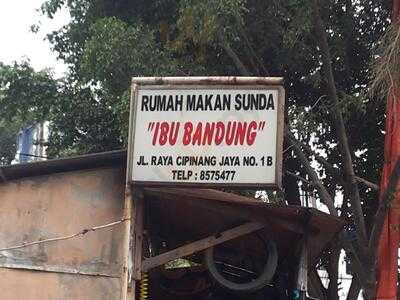 RUMAH MAKAN SUNDA
"IBU BANDUNG"
JL. RAYA CIPINANG JAYA NO. 1 B
TELP : 8575477